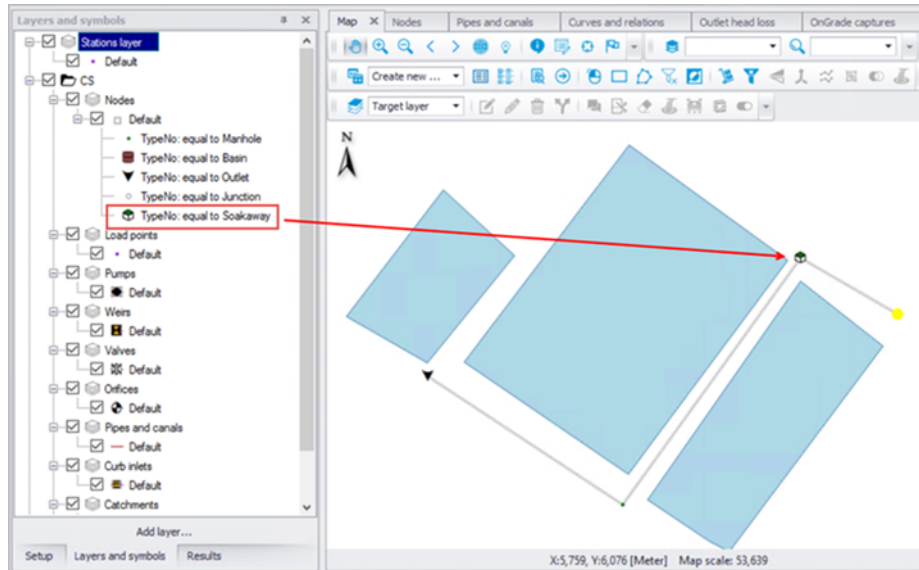 Layers and symbols
Stations layer
Default
CS
Nodes
Default
TypeNo: equal to Manhole
TypeNo: equal to Basin
TypeNo: equal to Outlet
TypeNo: equal to Junction
TypeNo: equal to Soakaway
Load points
Default
Pumps
Default
Weirs
Default
Valves
Default
Orifices
Default
Pipes and canals
Default
Curb inlets
Default
Catchments
Add layer...
Setup Layers and symbols Results
Map Nodes Pipes and canals Curves and relations Outlet head loss OnGrade captures
Create new ...
Target layer
N
X:5,759, Y:6,076 [Meter] Map scale: 53,639